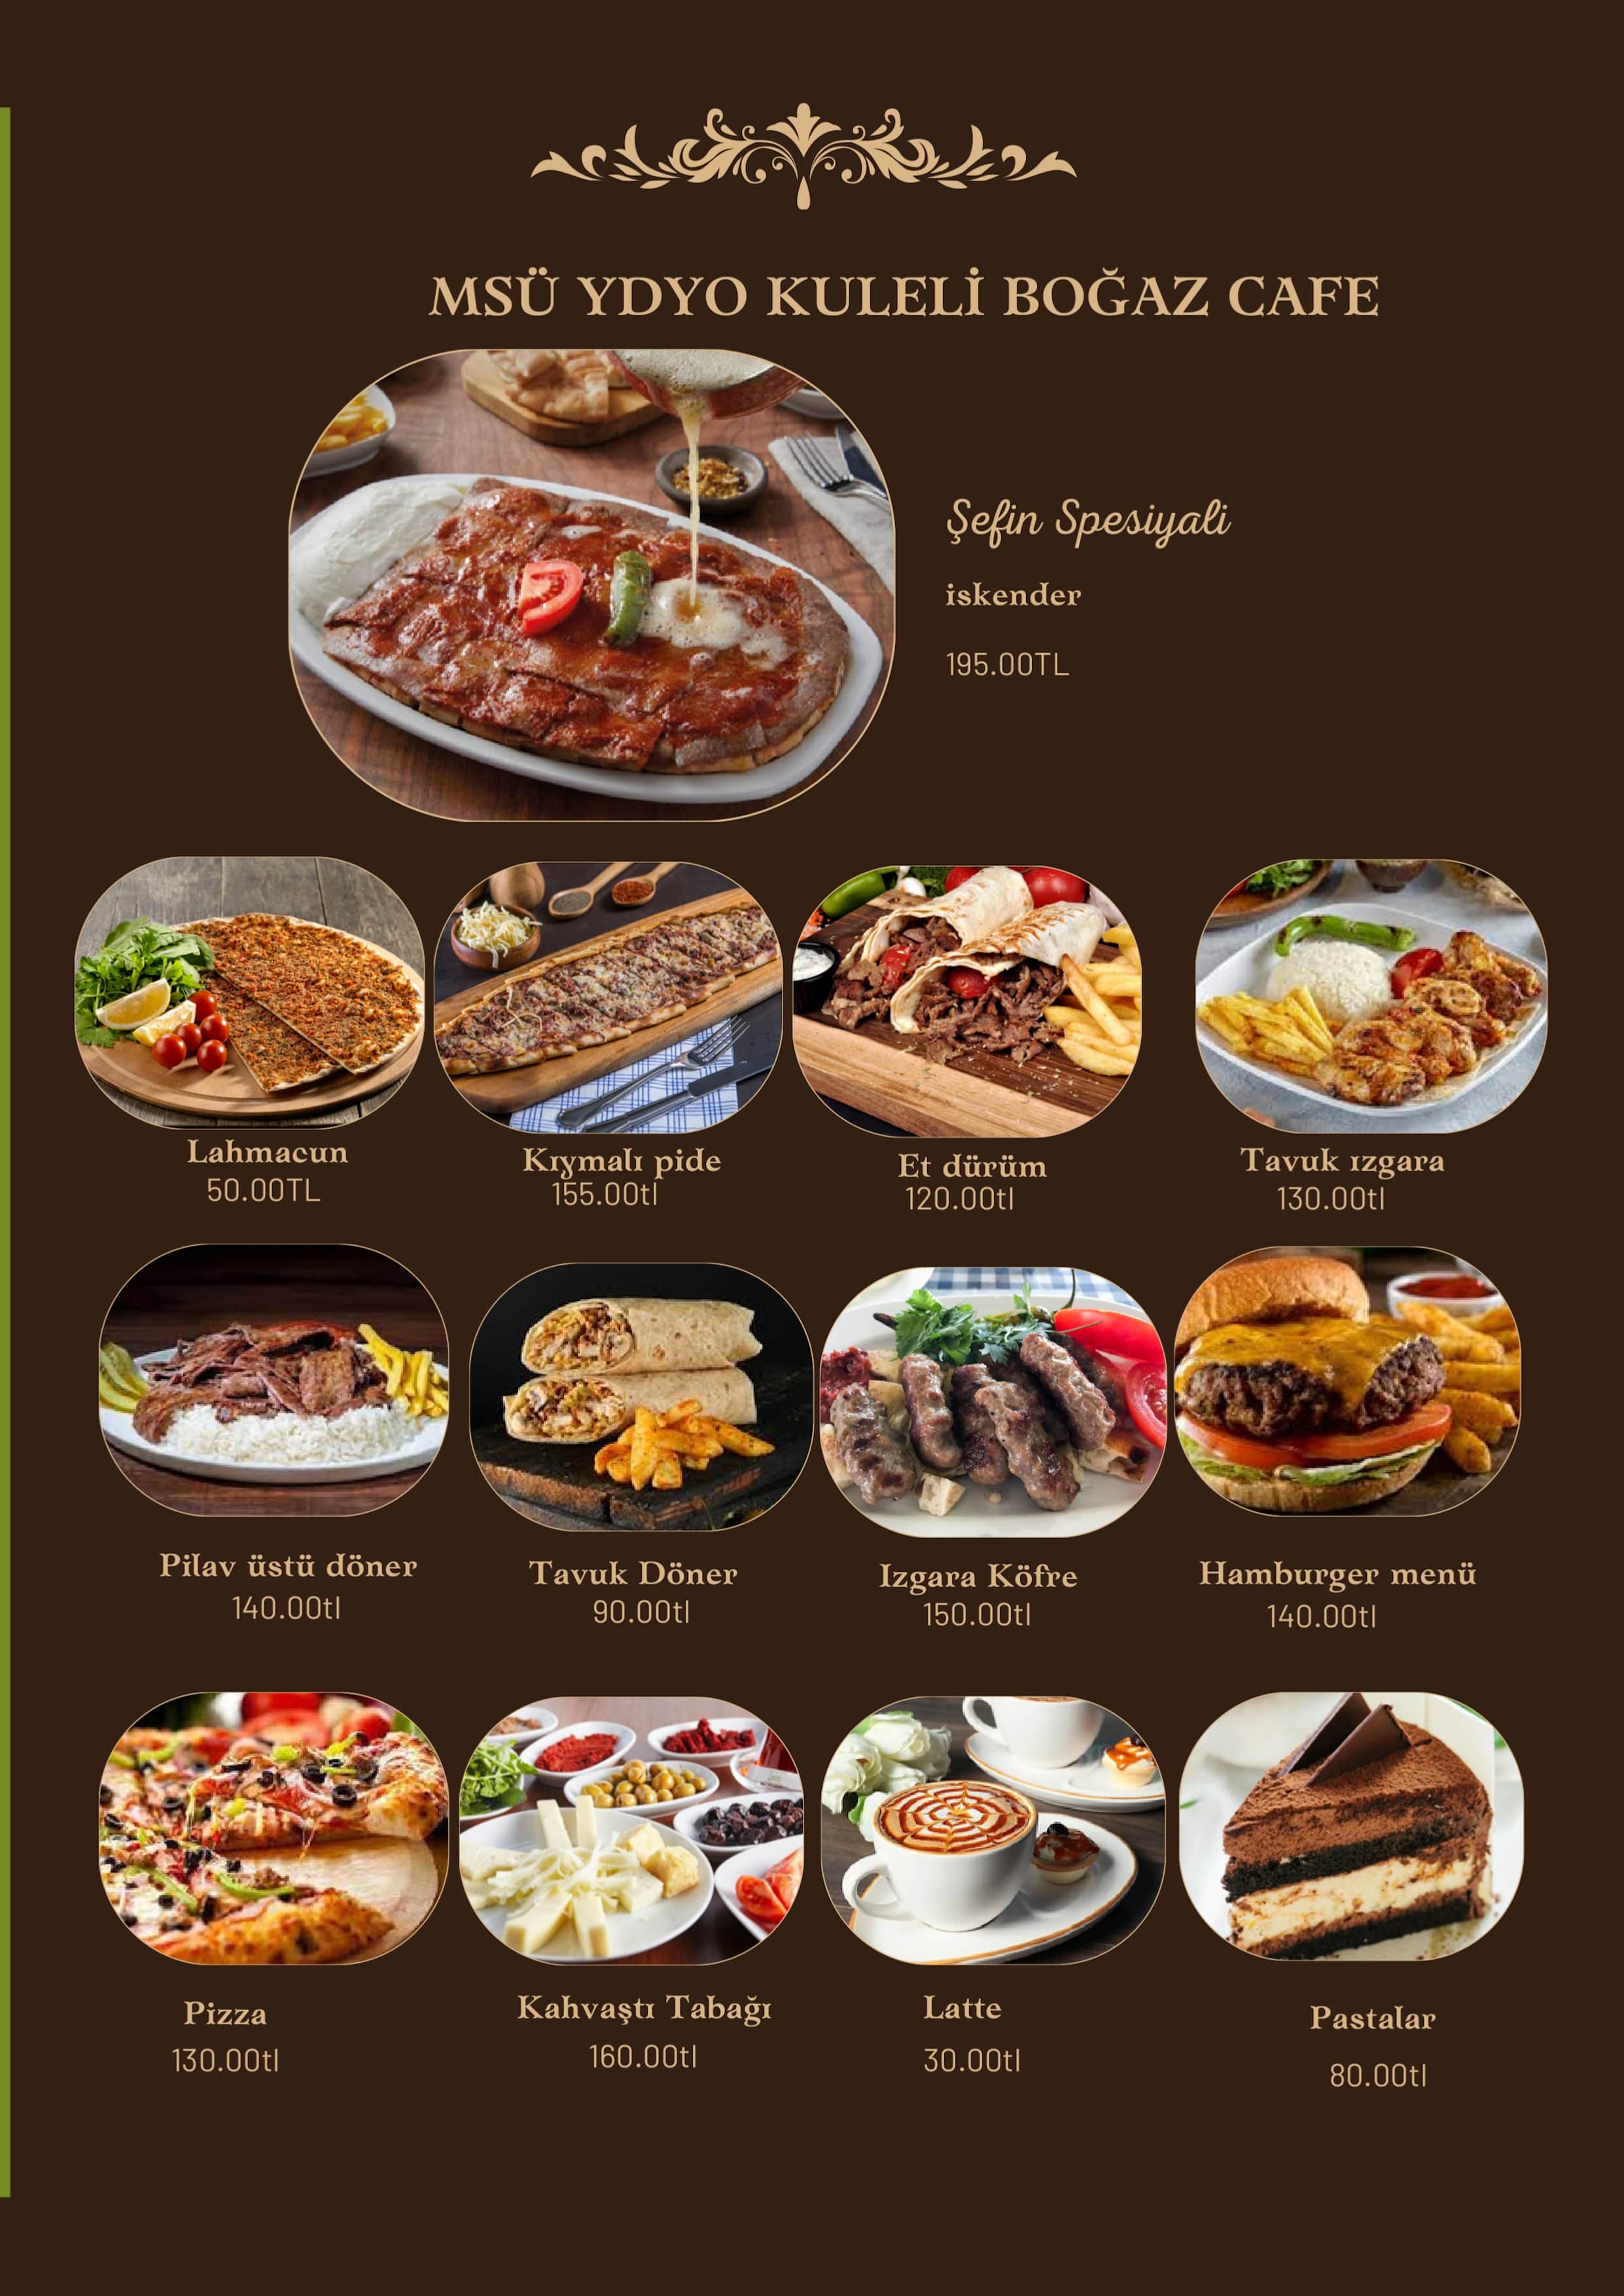 MSÜ YDYO KULELİ BOĞAZ CAFE
Şefin Spesiyali
iskender
195.00TL
Lahmacun
50.00TL
Kıymalı pide
155.00tl
Et dürüm
120.00tl
Tavuk ızgara
130.00tl
Pilav üstü döner
140.00tl
Tavuk Döner
90.00tl
Izgara Köfre
150.00tl
Hamburger menü
140.00tl
Pizza
130.00tl
Kahvaştı Tabağı
160.00tl
Latte
30.00tl
Pastalar
80.00tl